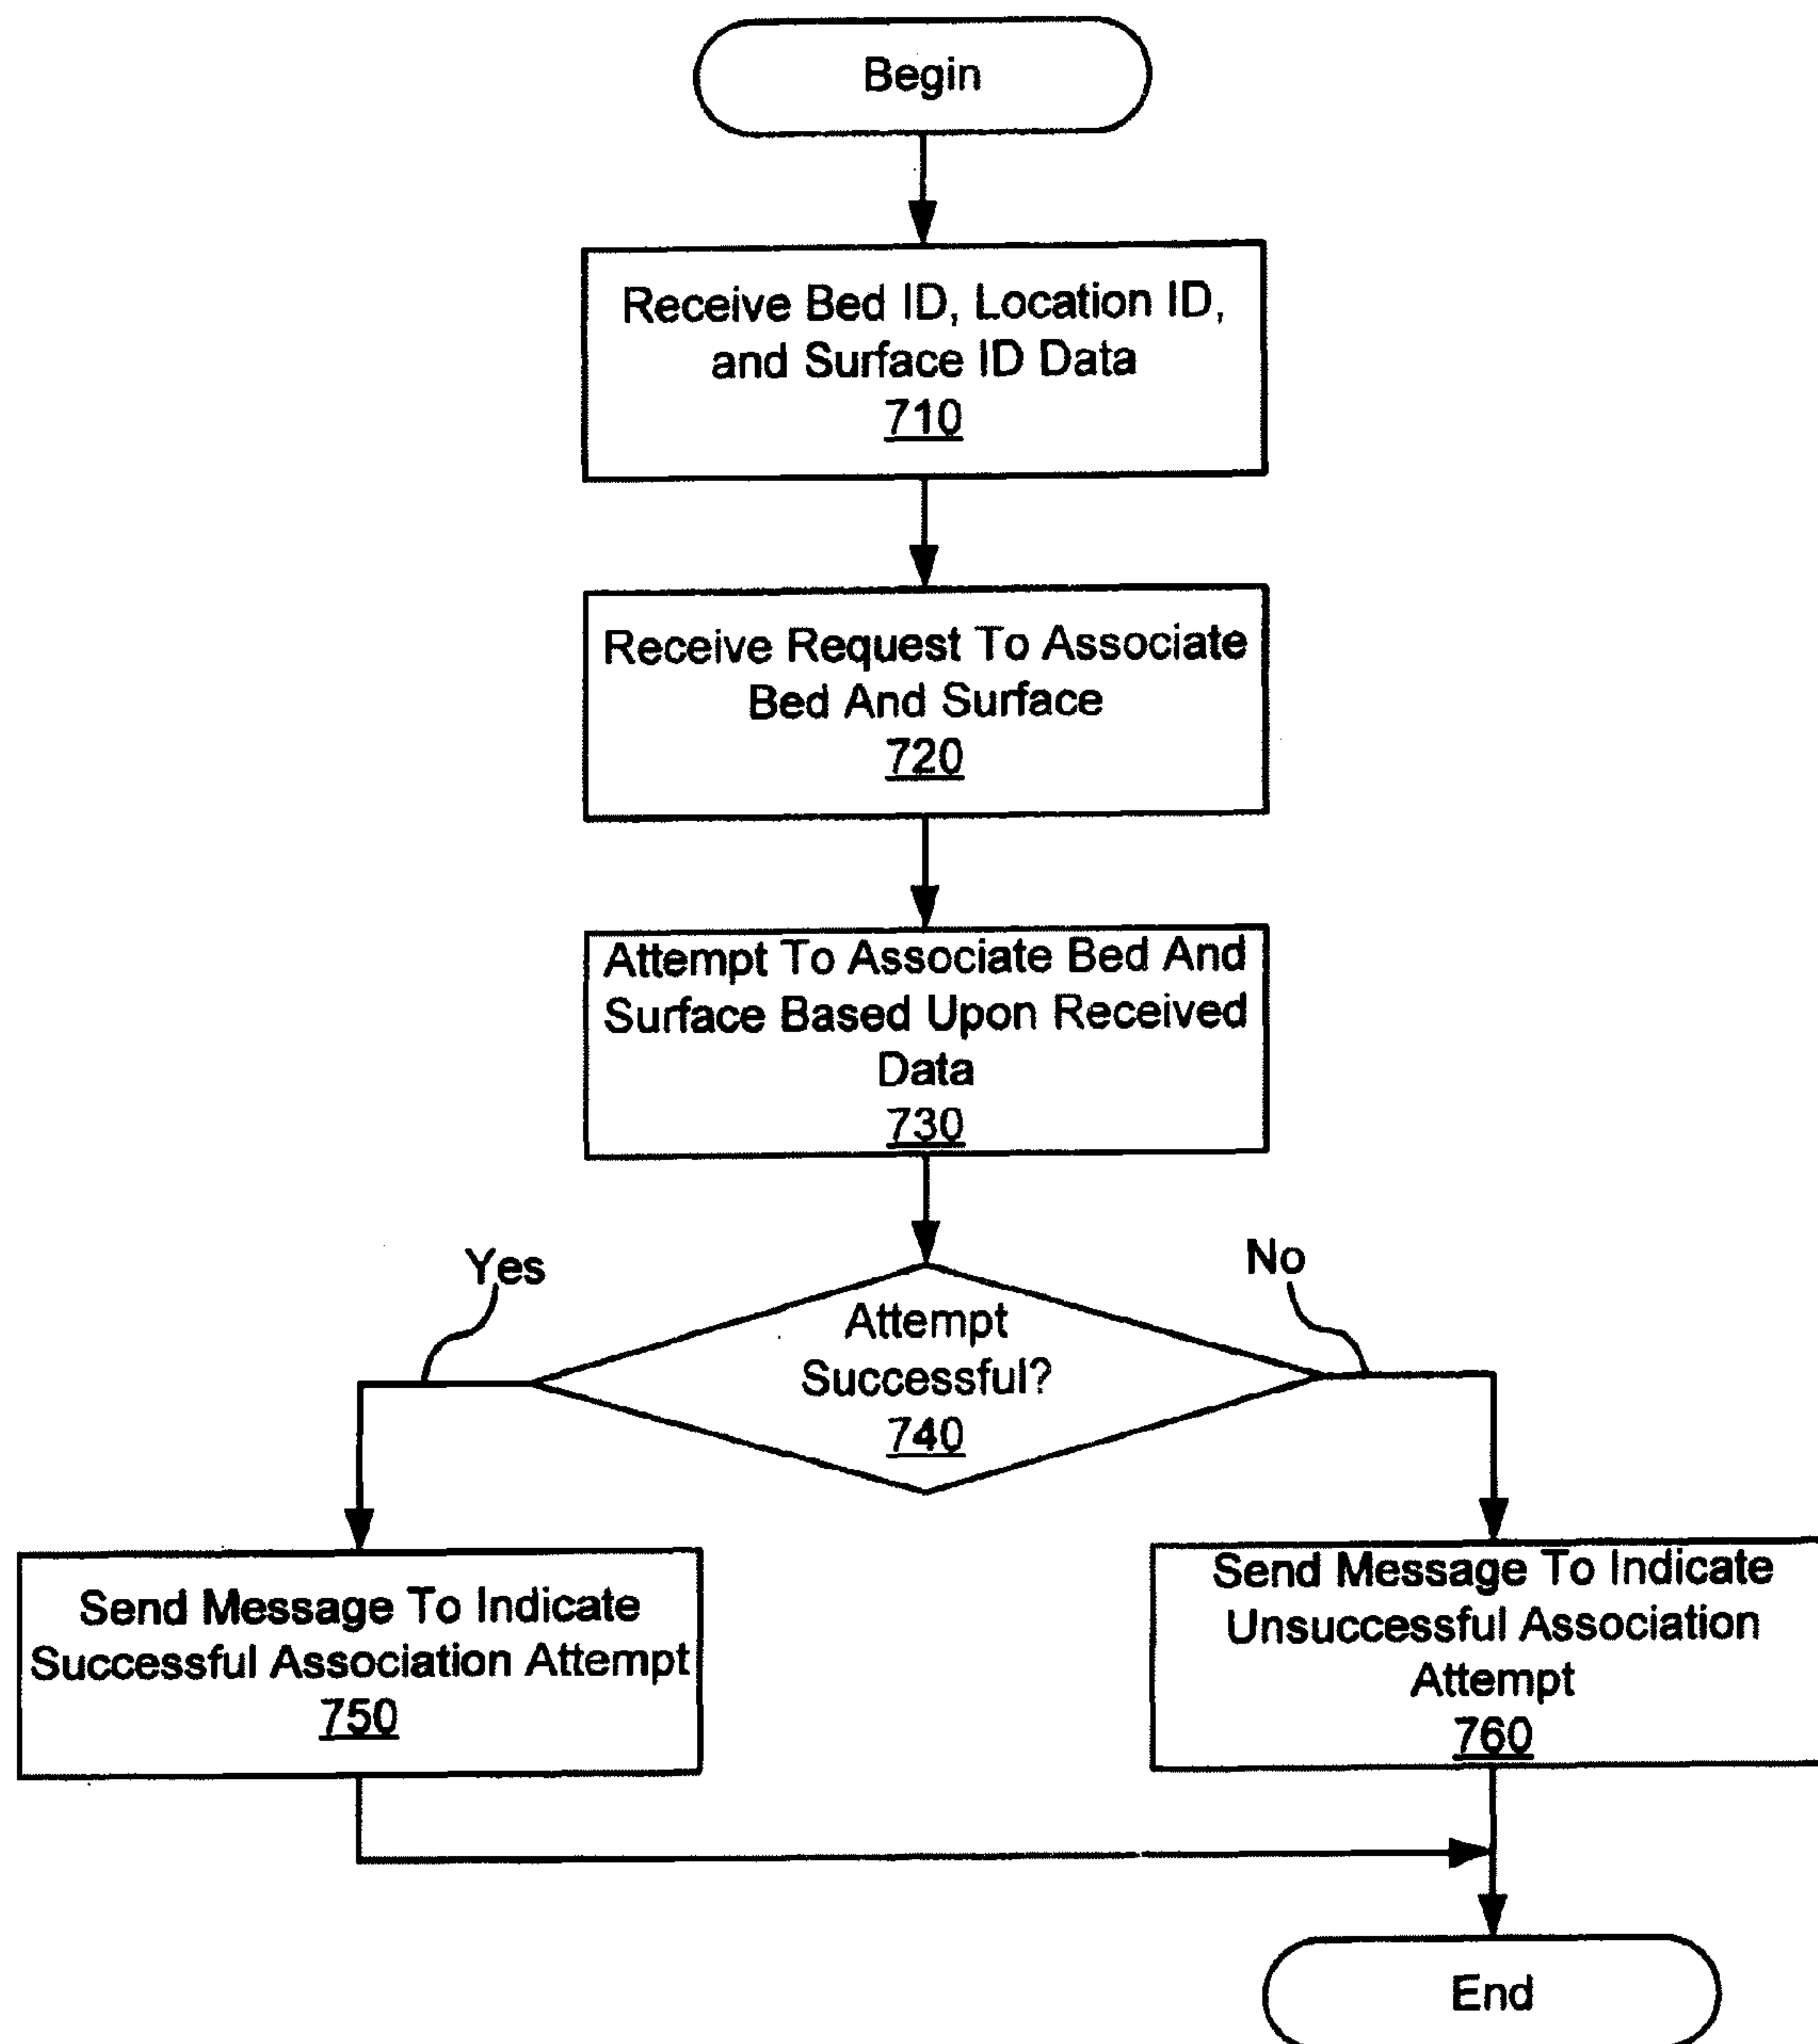 Begin
Receive Bed ID, Location ID,
and Surface ID Data
710
Receive Request To Associate
Bed And Surface
720
Attempt To Associate Bed And
Surface Based Upon Received
Data
730
Yes
No
Attempt
Successful?
740
Send Message To Indicate
Successful Association Attempt
750
Send Message To Indicate
Unsuccessful Association
Attempt
760
End